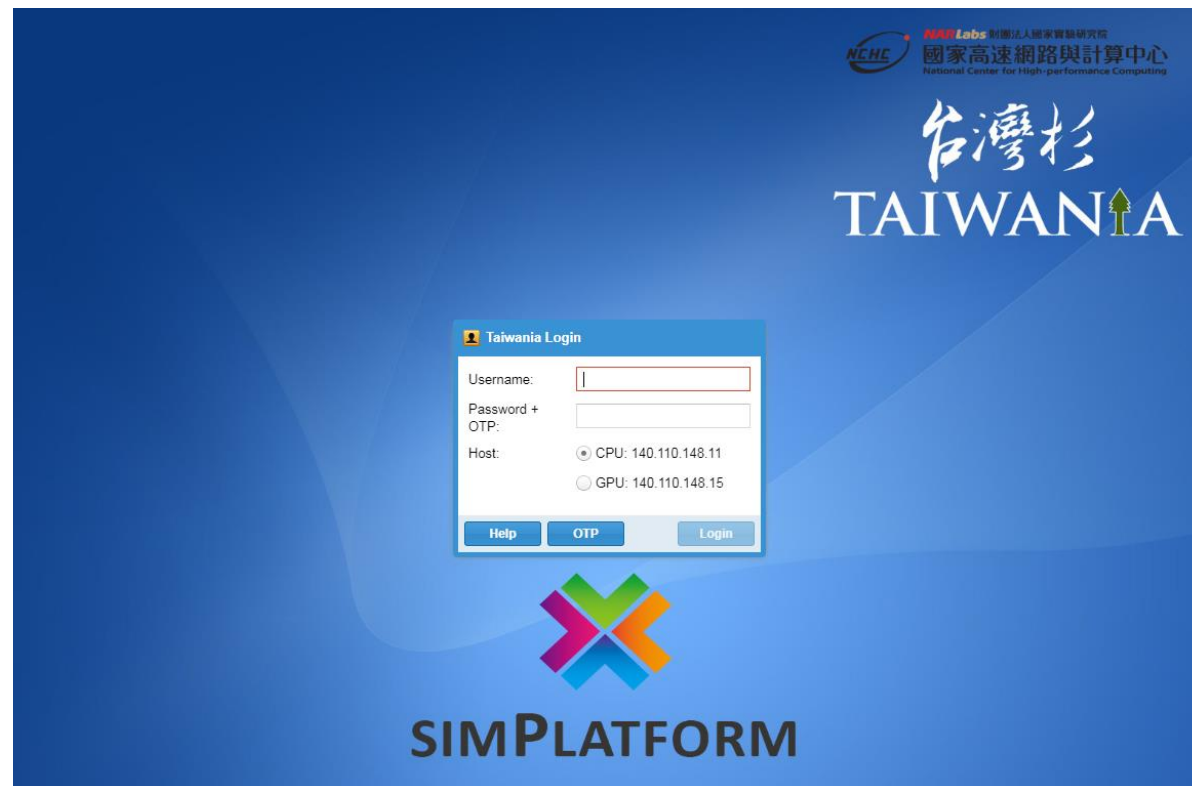 NARLabs 財團法人國家實驗研究院
NCHC
國家高速網路與計算中心
National Center for High-performance Computing
台灣杉
TAIWANIA
Taiwania Login
Username:
Password +
OTP:
Host:
CPU: 140.110.148.11
GPU: 140.110.148.15
Help
OTP
Login
SIMPLATFORM